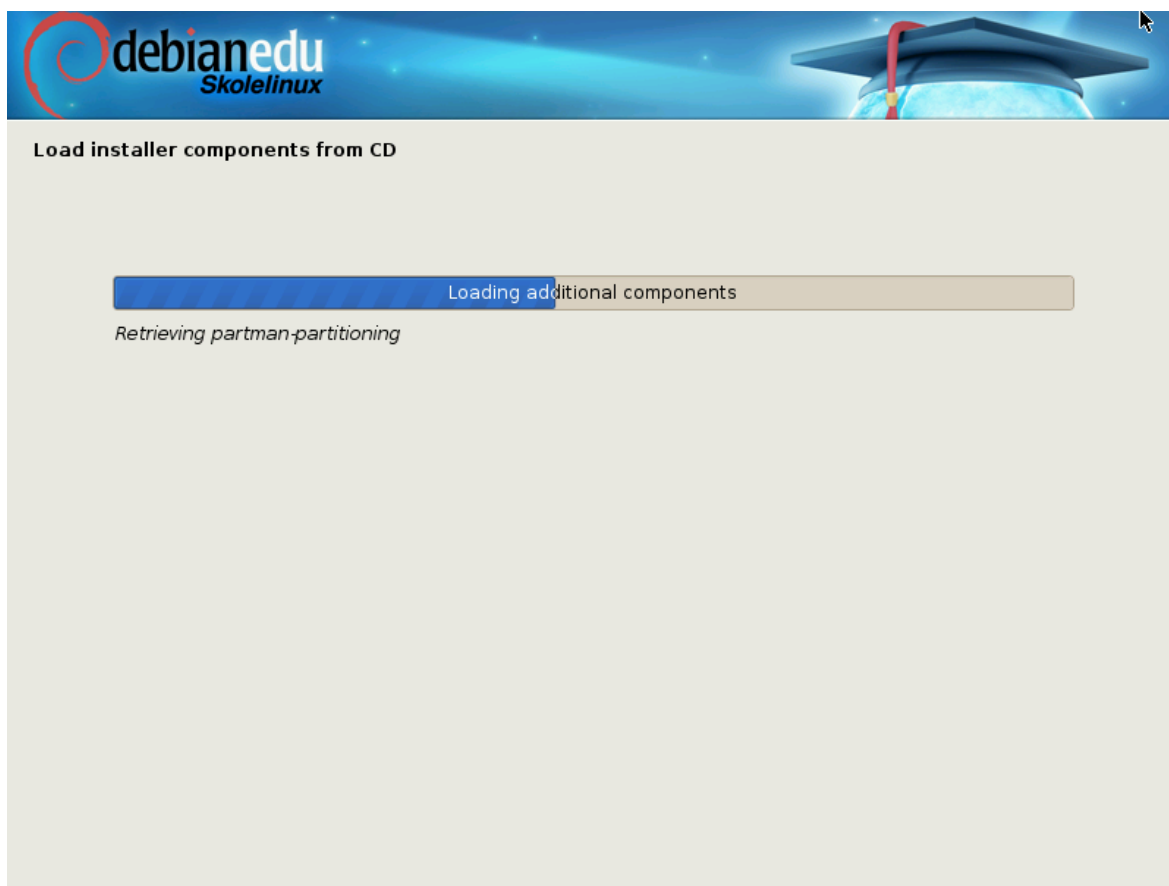 debianedu
Skolelinux
Load installer components from CD
Loading additional components
Retrieving partman-partitioning